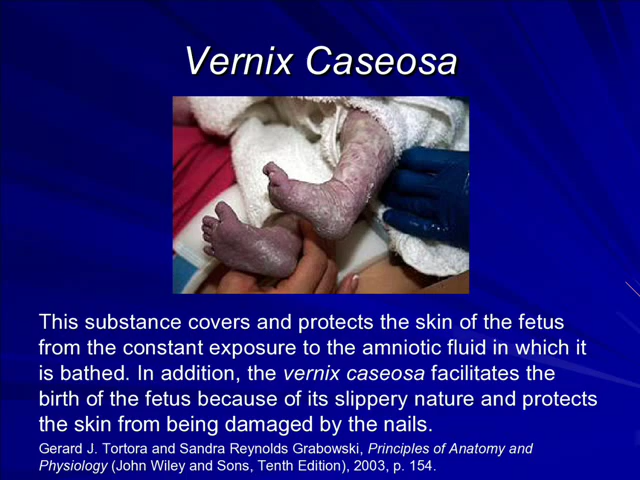 Vernix Caseosa
This substance covers and protects the skin of the fetus
from the constant exposure to the amniotic fluid in which it
is bathed. In addition, the vernix caseosa facilitates the
birth of the fetus because of its slippery nature and protects
the skin from being damaged by the nails.
Gerard J. Tortora and Sandra Reynolds Grabowski, Principles of Anatomy and
Physiology (John Wiley and Sons, Tenth Edition), 2003, p. 154.